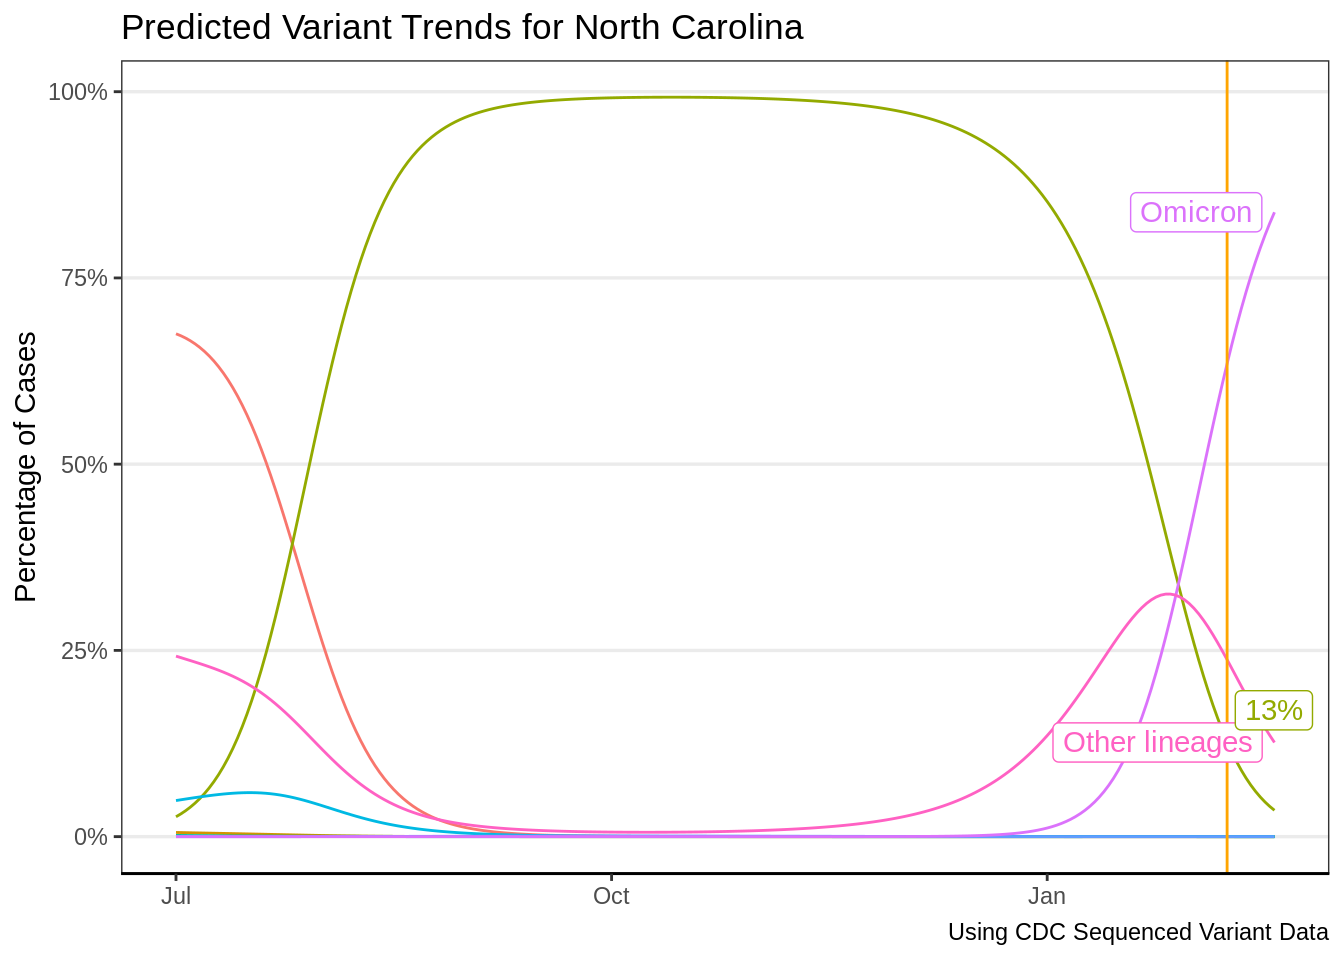 Predicted Variant Trends for North Carolina
Percentage of Cases
100%
75%
50%
25%
0%
Omicron
13%
Other lineages
Jul
Oct
Jan
Using CDC Sequenced Variant Data